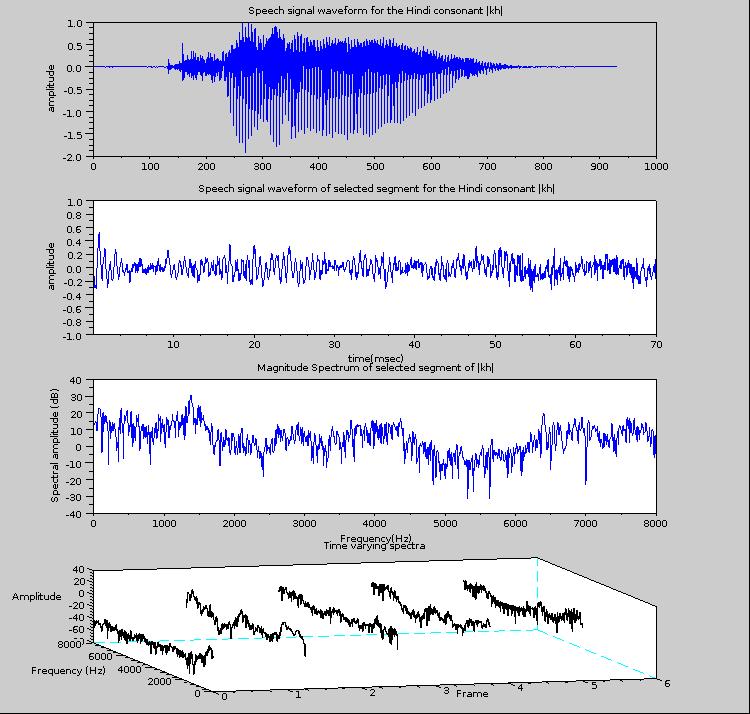 Speech signal waveform for the Hindi consonant |kh|
1.0
0.5
0.0
-0.5
-1.0
-1.5
-2.0
amplitude
0 100 200 300 400 500 600 700 800 900 1000
Speech signal waveform of selected segment for the Hindi consonant |kh|
1.0
0.8
0.6
0.4
0.2
0.0
-0.2
-0.4
-0.6
-0.8
-1.0
amplitude
10 20 30 40 50 60 70
time(msec)
Magnitude Spectrum of selected segment of |kh|
40
30
20
10
0
-10
-20
-30
-40
Spectral amplitude (dB)
0 1000 2000 3000 4000 5000 6000 7000 8000
Frequency(Hz)
Time varying spectra
40
20
0
-20
-40
-60
Amplitude
8000
6000
4000
2000
0
Frequency (Hz)
0 1 2 3 4 5 6
Frame